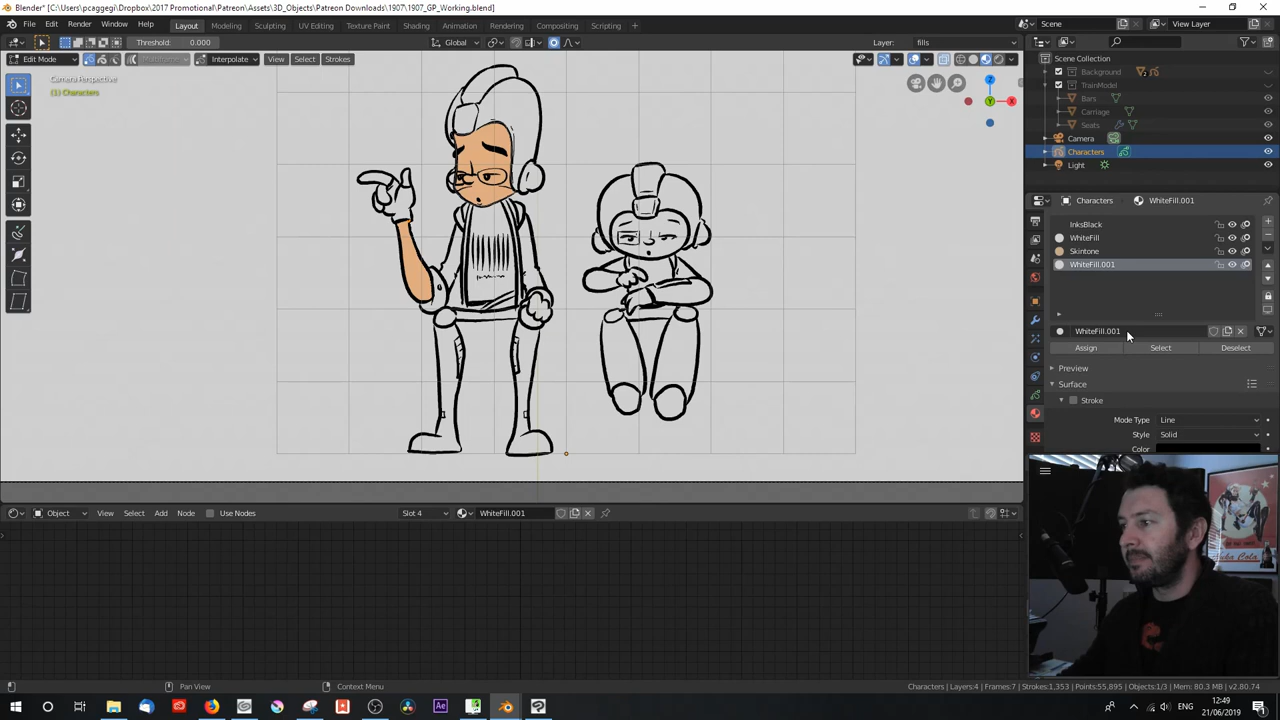 Blender* [C:\Users\pcaggegi\Dropbox\2017 Promotional\Patreon\Assets\3D_Objects\Patreon Downloads\1907\1907_GP_Working.blend]
File Edit Render Window Help Layout Modeling Sculpting UV Editing Texture Paint Shading Animation Rendering Compositing Scripting + Scene View Layer
Threshold: 0.000 Global Layer: fills
Edit Mode Interpolate View Select Strokes
Camera Perspective
(1) Characters
Z
Y
X
Scene Collection
Background
TrainModel
Bars
Carriage
Seats
Camera
Characters
Light
Characters WhiteFill.001
InksBlack
WhiteFill
Skintone
WhiteFill.001
WhiteFill.001
Assign Select Deselect
Preview
Surface
Stroke
Mode Type Line
Style Solid
Color
Object View Select Add Node Use Nodes Slot 4 WhiteFill.001
Pan View Context Menu
Characters | Layers:4 | Frames:7 | Strokes:1,353 | Points:55,895 | Objects:1/3 | Mem: 80.3 MB | v2.80.74
ENG 12:49
21/06/2019